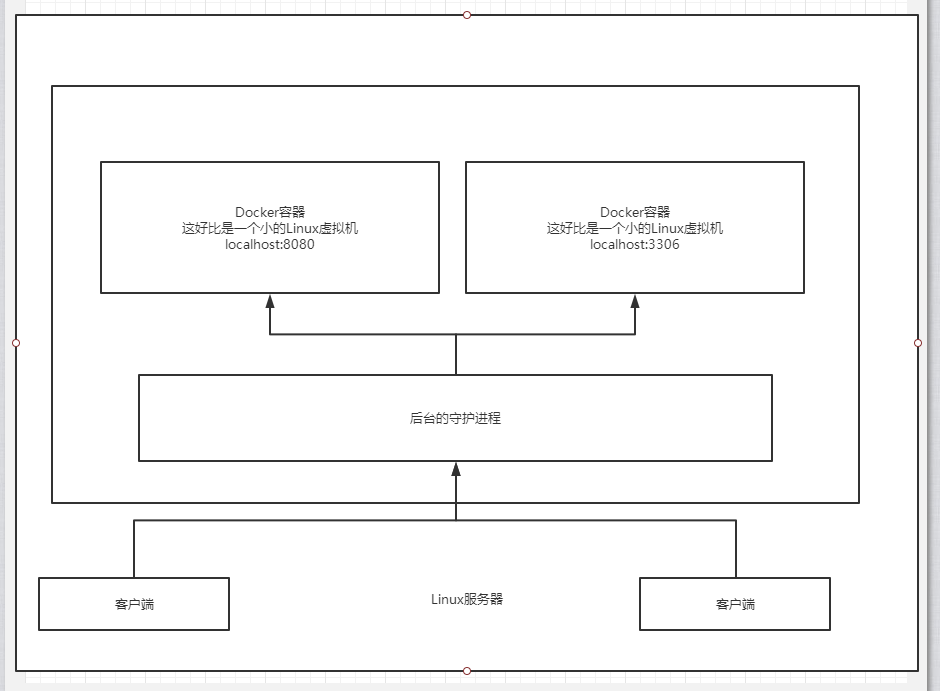 Docker容器
这好比是一个小的Linux虚拟机
localhost:8080
Docker容器
这好比是一个小的Linux虚拟机
localhost:3306
后台的守护进程
客户端
Linux服务器
客户端